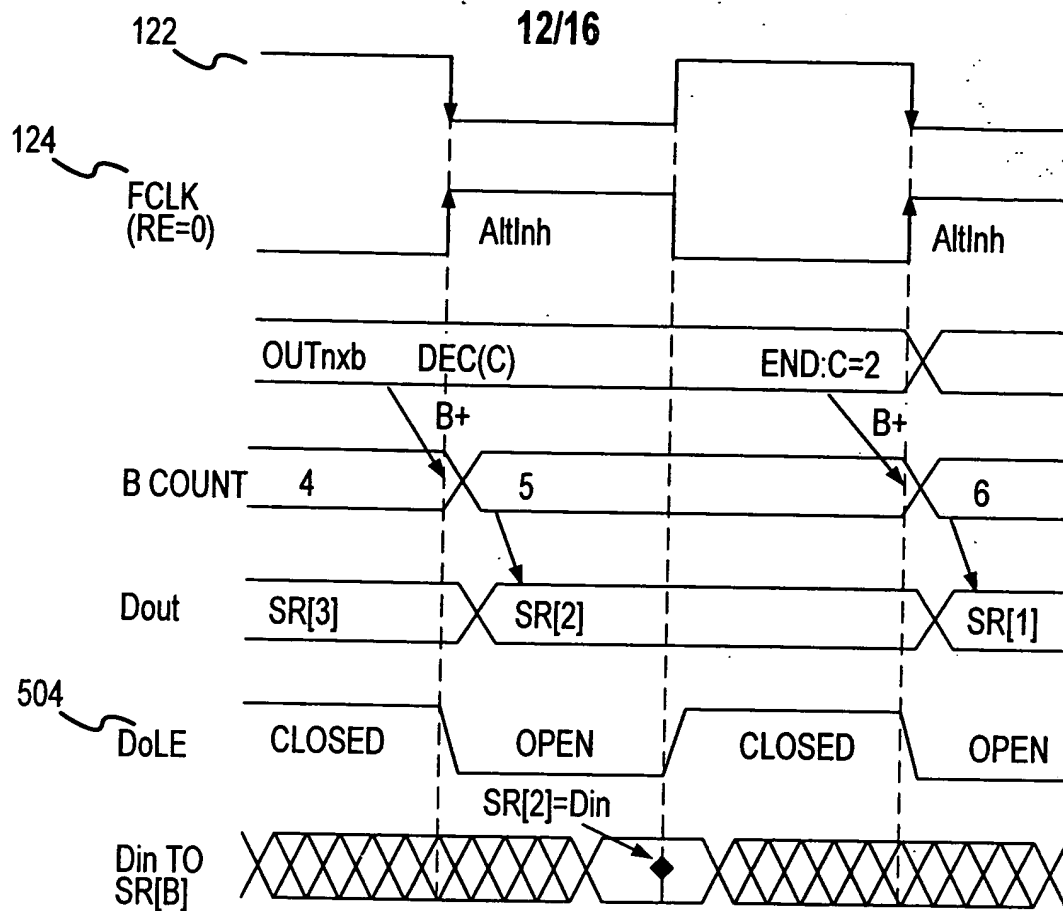 12/16
122
124
FCLK
(RE=0)
AltInh
AltInh
OUTnxb DEC(C) END:C=2
B+ B+
B COUNT 4 5 6
Dout SR[3] SR[2] SR[1]
504
DoLE CLOSED OPEN CLOSED OPEN
SR[2]=Din
Din TO
SR[B]